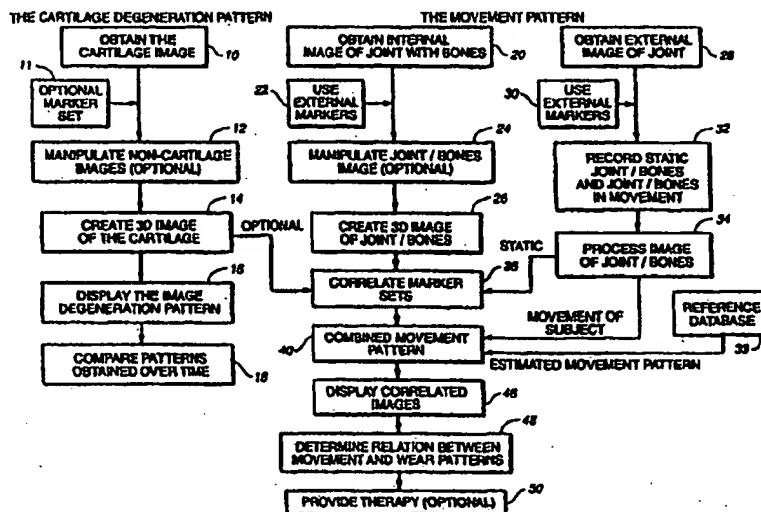 THE CARTILAGE DEGENERATION PATTERN
OBTAIN THE
CARTILAGE IMAGE
10
11
OPTIONAL
MARKER
SET
12
MANIPULATE NON-CARTILAGE
IMAGES (OPTIONAL)
14
CREATE 3D IMAGE
OF THE CARTILAGE
OPTIONAL
16
DISPLAY THE IMAGE
DEGENERATION PATTERN
COMPARE PATTERNS
OBTAINED OVER TIME
18
THE MOVEMENT PATTERN
OBTAIN INTERNAL
IMAGE OF JOINT WITH BONES
20
22
USE
EXTERNAL
MARKERS
24
MANIPULATE JOINT / BONES
IMAGE (OPTIONAL)
26
CREATE 3D IMAGE
OF JOINT / BONES
OBTAIN EXTERNAL
IMAGE OF JOINT
28
30
USE
EXTERNAL
MARKERS
32
RECORD STATIC
JOINT / BONES
AND JOINT / BONES
IN MOVEMENT
34
PROCESS IMAGE
OF JOINT / BONES
STATIC
CORRELATE MARKER
SETS
MOVEMENT OF
SUBJECT
REFERENCE
DATABASE
40
COMBINED MOVEMENT
PATTERN
ESTIMATED MOVEMENT PATTERN
DISPLAY CORRELATED
IMAGES
46
48
DETERMINE RELATION BETWEEN
MOVEMENT AND WEAR PATTERNS
PROVIDE THERAPY (OPTIONAL)
50